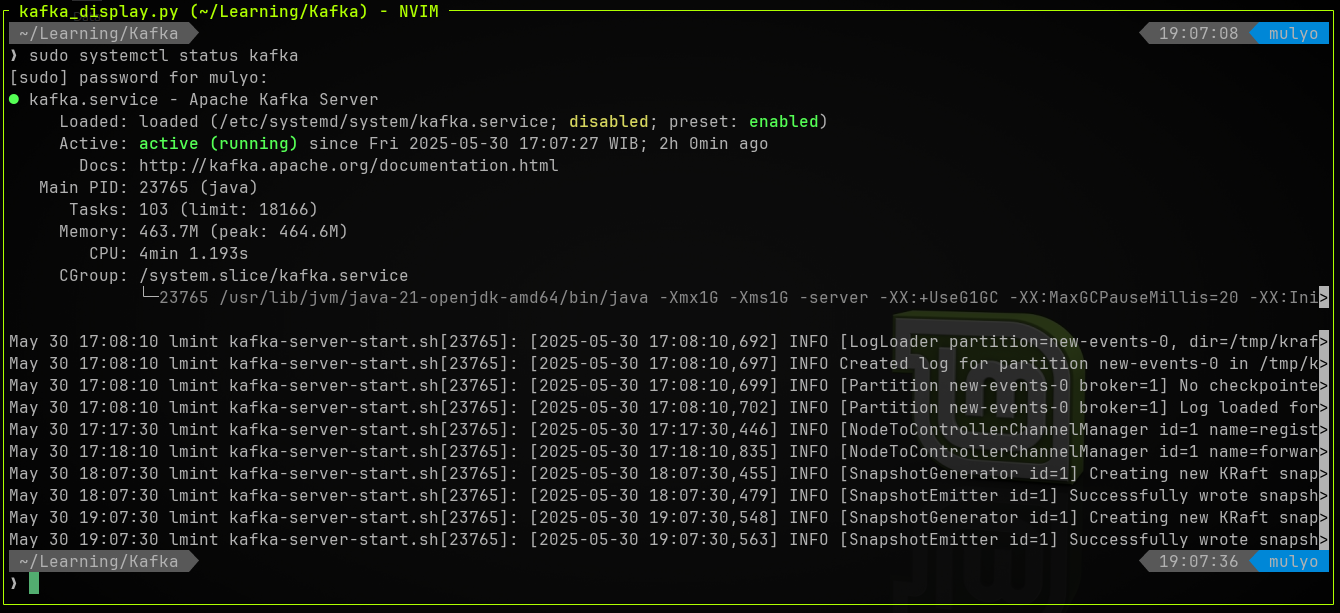 kafka_display.py (~/Learning/Kafka) - NVIM
~/Learning/Kafka 19:07:08 mulyo
❯ sudo systemctl status kafka
[sudo] password for mulyo:
● kafka.service - Apache Kafka Server
Loaded: loaded (/etc/systemd/system/kafka.service; disabled; preset: enabled)
Active: active (running) since Fri 2025-05-30 17:07:27 WIB; 2h 0min ago
Docs: http://kafka.apache.org/documentation.html
Main PID: 23765 (java)
Tasks: 103 (limit: 18166)
Memory: 463.7M (peak: 464.6M)
CPU: 4min 1.193s
CGroup: /system.slice/kafka.service
└─23765 /usr/lib/jvm/java-21-openjdk-amd64/bin/java -Xmx1G -Xms1G -server -XX:+UseG1GC -XX:MaxGCPauseMillis=20 -XX:Ini>
May 30 17:08:10 lmint kafka-server-start.sh[23765]: [2025-05-30 17:08:10,692] INFO [LogLoader partition=new-events-0, dir=/tmp/kraf>
May 30 17:08:10 lmint kafka-server-start.sh[23765]: [2025-05-30 17:08:10,697] INFO Created log for partition new-events-0 in /tmp/k>
May 30 17:08:10 lmint kafka-server-start.sh[23765]: [2025-05-30 17:08:10,699] INFO [Partition new-events-0 broker=1] No checkpointe>
May 30 17:08:10 lmint kafka-server-start.sh[23765]: [2025-05-30 17:08:10,702] INFO [Partition new-events-0 broker=1] Log loaded for>
May 30 17:17:30 lmint kafka-server-start.sh[23765]: [2025-05-30 17:17:30,446] INFO [NodeToControllerChannelManager id=1 name=regist>
May 30 17:18:10 lmint kafka-server-start.sh[23765]: [2025-05-30 17:18:10,835] INFO [NodeToControllerChannelManager id=1 name=forwar>
May 30 18:07:30 lmint kafka-server-start.sh[23765]: [2025-05-30 18:07:30,455] INFO [SnapshotGenerator id=1] Creating new KRaft snap>
May 30 18:07:30 lmint kafka-server-start.sh[23765]: [2025-05-30 18:07:30,479] INFO [SnapshotEmitter id=1] Successfully wrote snapsh>
May 30 19:07:30 lmint kafka-server-start.sh[23765]: [2025-05-30 19:07:30,548] INFO [SnapshotGenerator id=1] Creating new KRaft snap>
May 30 19:07:30 lmint kafka-server-start.sh[23765]: [2025-05-30 19:07:30,563] INFO [SnapshotEmitter id=1] Successfully wrote snapsh>
~/Learning/Kafka 19:07:36 mulyo
❯